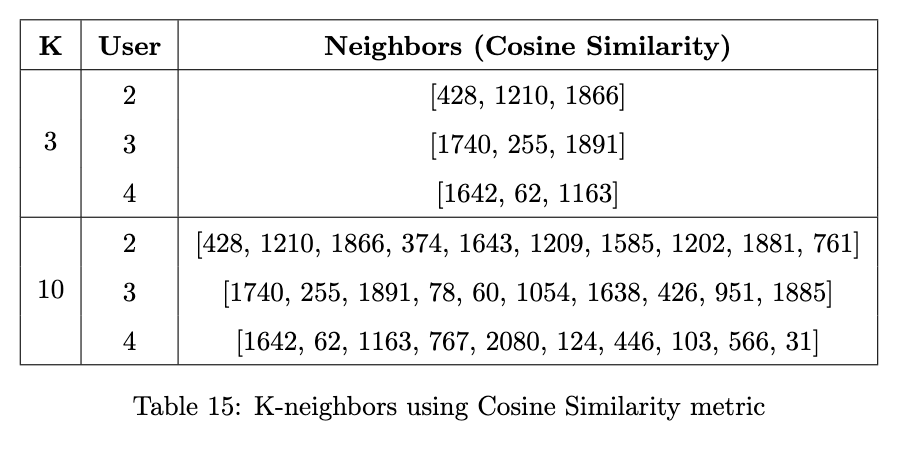 K User Neighbors (Cosine Similarity)
3
2 [428, 1210, 1866]
3 [1740, 255, 1891]
4 [1642, 62, 1163]
10
2 [428, 1210, 1866, 374, 1643, 1209, 1585, 1202, 1881, 761]
3 [1740, 255, 1891, 78, 60, 1054, 1638, 426, 951, 1885]
4 [1642, 62, 1163, 767, 2080, 124, 446, 103, 566, 31]
Table 15: K-neighbors using Cosine Similarity metric